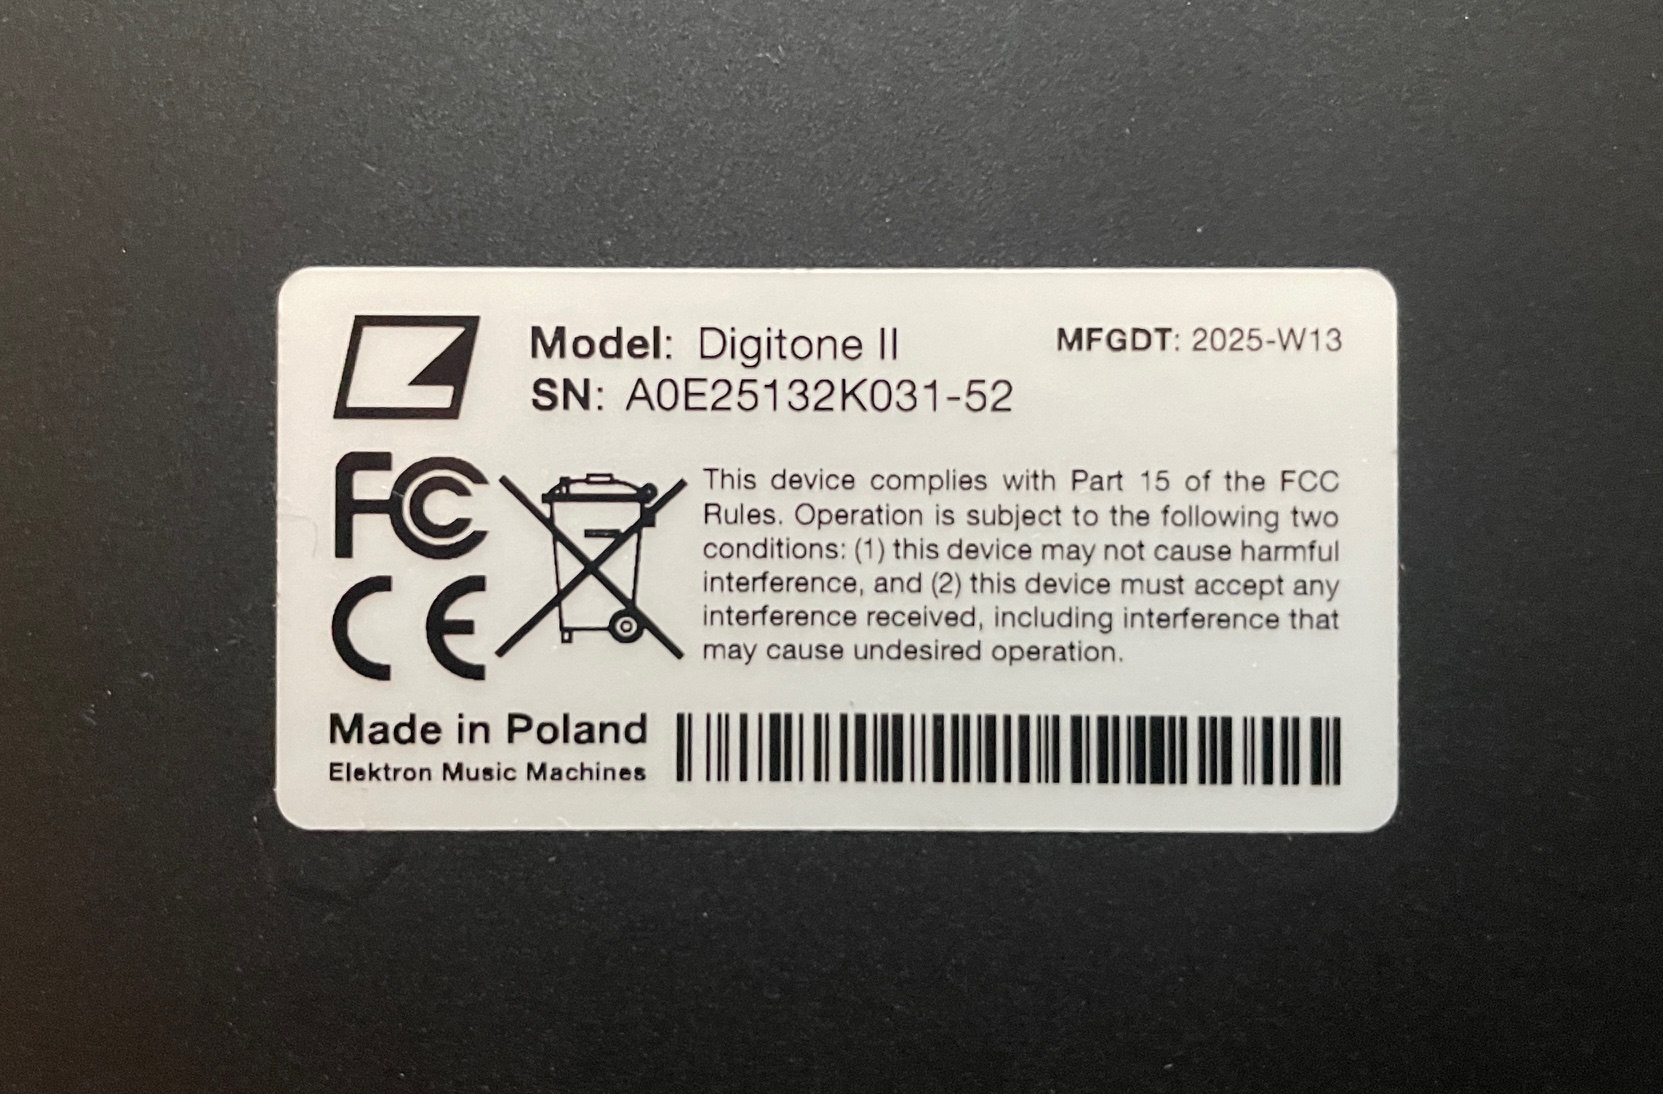 Model: Digitone II
MFGDT: 2025-W13
SN: A0E25132K031-52
FC
CE
This device complies with Part 15 of the FCC
Rules. Operation is subject to the following two
conditions: (1) this device may not cause harmful
interference, and (2) this device must accept any
interference received, including interference that
may cause undesired operation.
Made in Poland
Elektron Music Machines